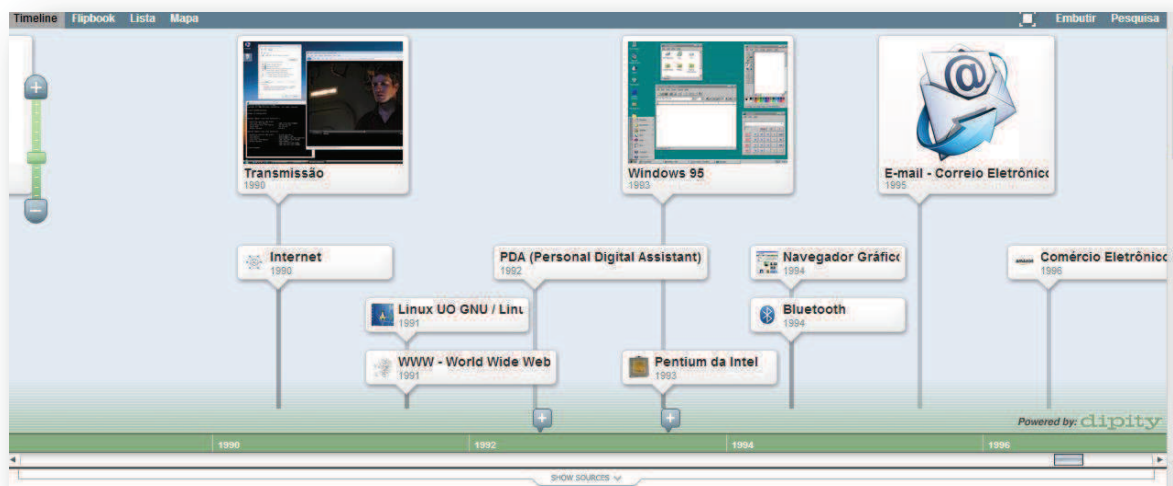 Timeline Flipbook Lista Mapa Embutir Pesquisa
Transmissão
1990
Windows 95
1993
E-mail - Correio Eletrônico
1995
Internet
1990
PDA (Personal Digital Assistant)
1992
Navegador Gráfico
1994
Comércio Eletrônico
1996
Linux UO GNU / Linu
1991
Bluetooth
1994
WWW - World Wide Web
1991
Pentium da Intel
1993
Powered by: dipity
1990 1992 1994 1996
SHOW SOURCES